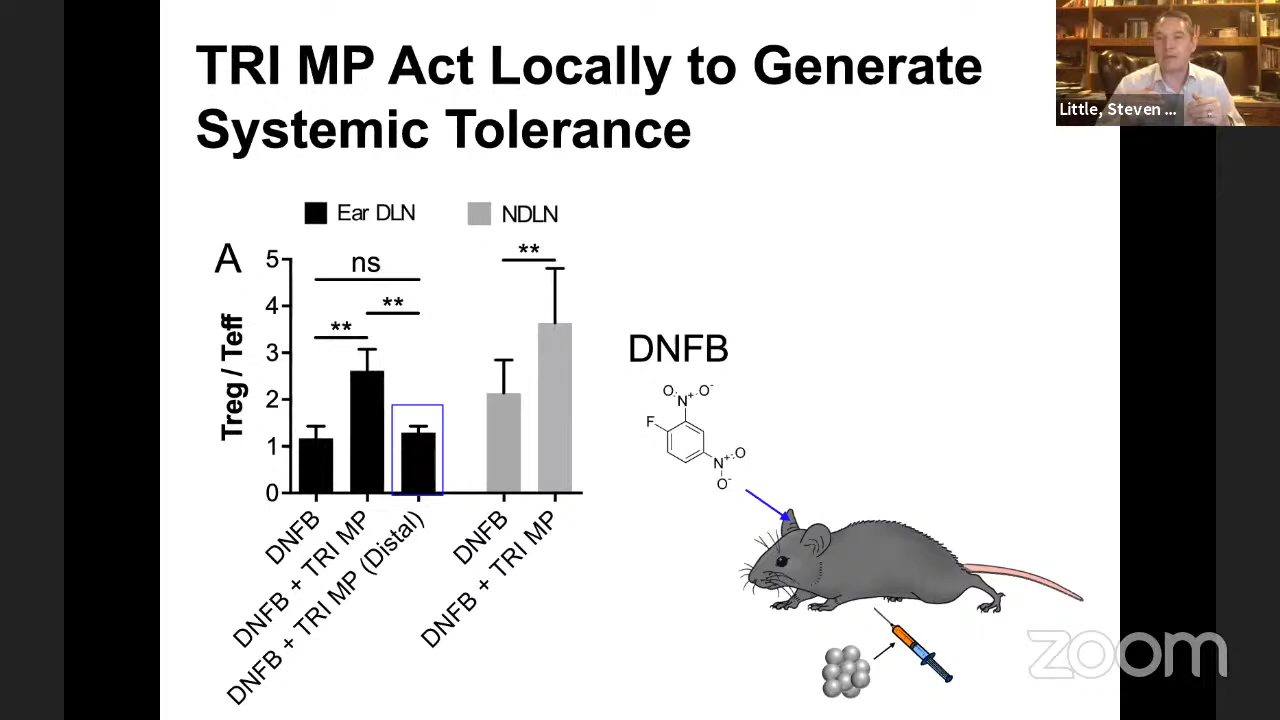 TRI MP Act Locally to Generate
Systemic Tolerance
Little, Steven ...
Ear DLN
NDLN
A
Treg / Teff
5
4
3
2
1
0
ns
**
**
**
DNFB
DNFB + TRI MP
DNFB + TRI MP (Distal)
DNFB
DNFB + TRI MP
DNFB
O N+ O-
F
N+ O
O-
zoom